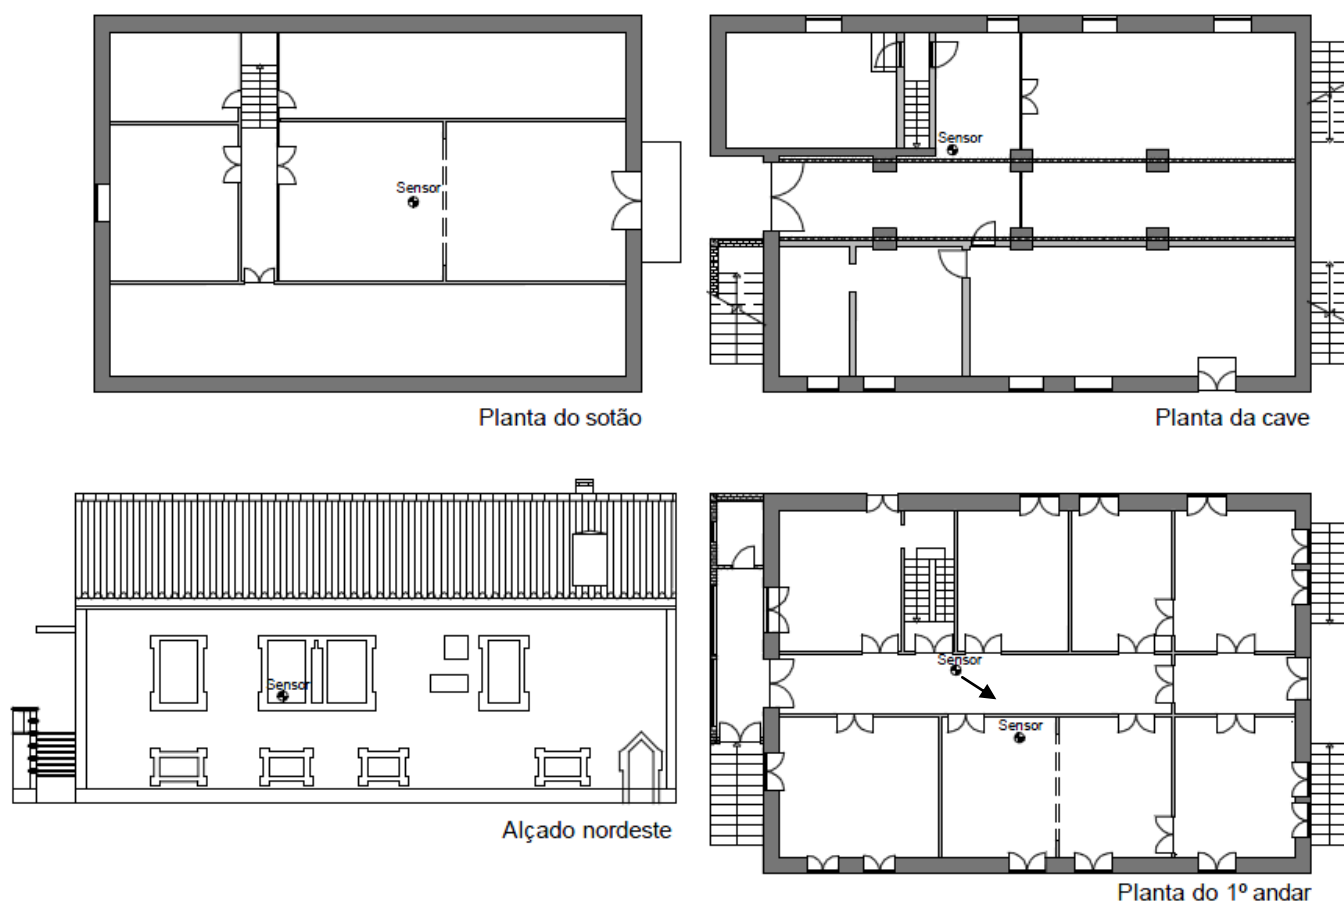 Sensor
Planta do sotão
Sensor
Planta da cave
Sensor
Alçado nordeste
Sensor
Sensor
Planta do 1º andar